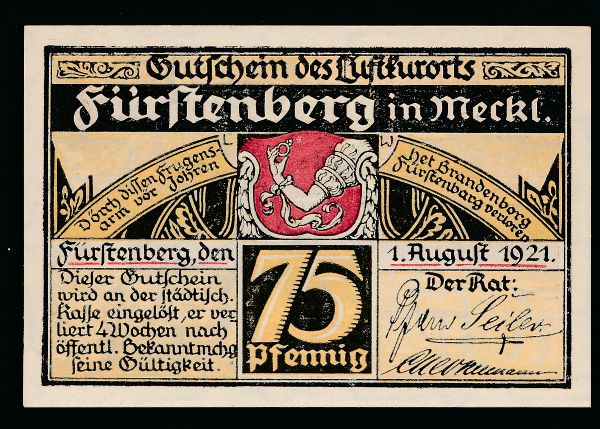 Gutschein des Luftkurorts
Fürstenberg in Meckl.
Dörch dissen Frugens-
arm vör Johren
Het Brandenborg
Fürstenbarg verloren
Fürstenberg, den
1. August 1921.
Dieser Gutschein
wird an der städtisch.
Kasse eingelöst, er ver
liert 4 Wochen nach
öffentl. Bekanntmchg
seine Gültigkeit.
75
Pfennig
Der Rat:
Seiler